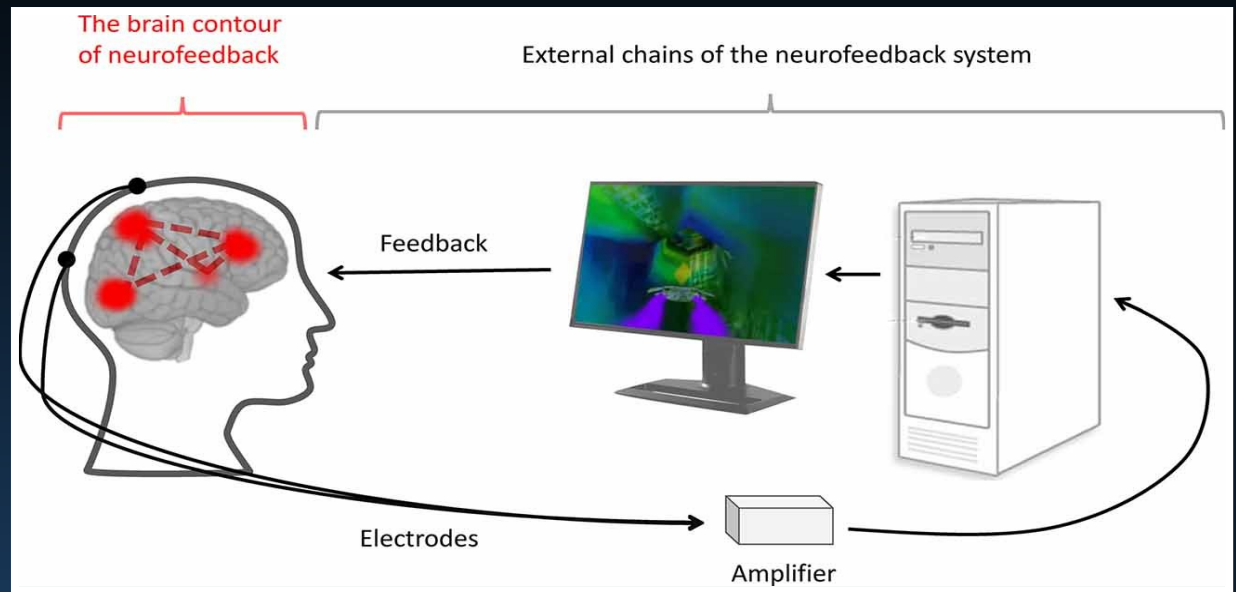 The brain contour
of neurofeedback
External chains of the neurofeedback system
Feedback
Electrodes
Amplifier